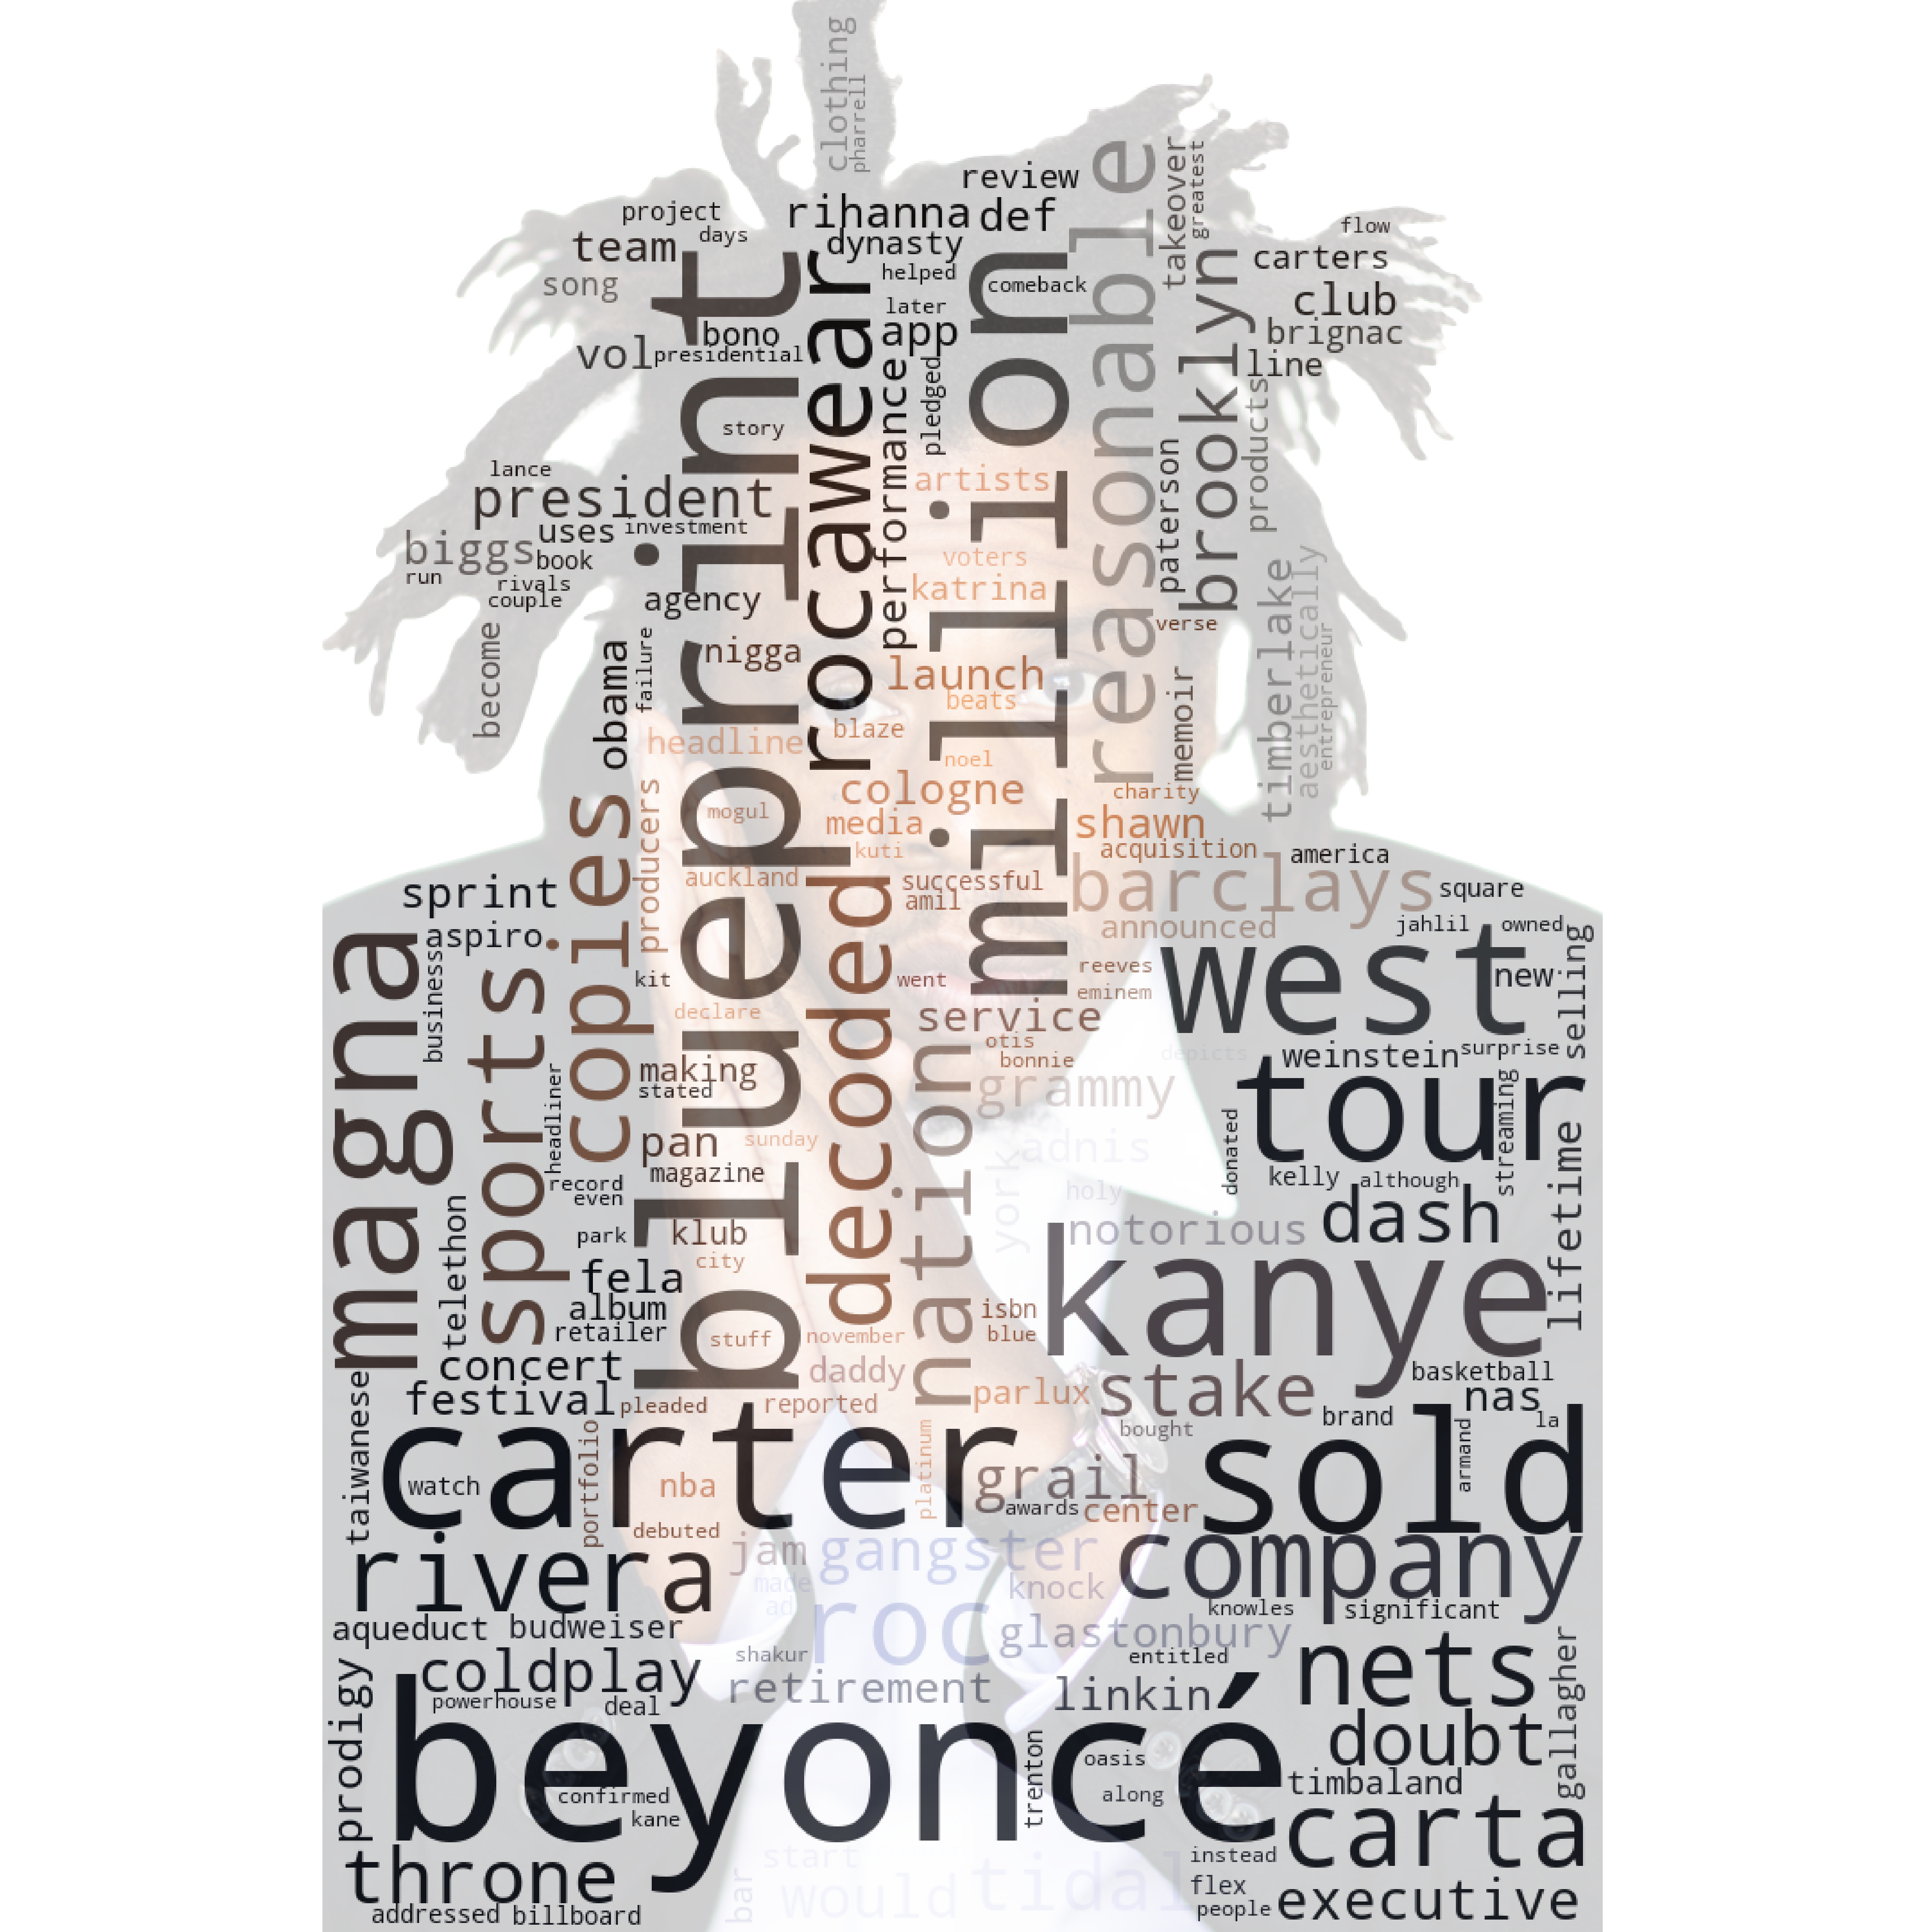 clothing
pharrell
review
rihanna
def
project
days
team
dynasty
takeover
greatest
flow
carters
song
helped
comeback
club
later
bono
app
brignac
vol
presidential
line
blueprint
rocawear
million
reasonable
brooklyn
performance
pledged
products
story
lance
president
artists
paterson
uses
investment
biggs
book
run
rivals
couple
voters
katrina
agency
become
obama
failure
nigga
verse
timberlake
aesthetically
entrepreneur
launch
beats
memoir
headline
blaze
noel
cologne
charity
producers
mogul
media
shawn
kuti
acquisition
america
copies
auckland
successful
barclays
square
sprint
amil
decoded
announced
jahlil
owned
magna
aspiro
business
sports
kit
went
reeves
eminem
west
new
selling
declare
service
otis
bonnie
depicts
weinstein
surprise
making
stated
nation
grammy
tour
streaming
headliner
pan
sunday
york
adnis
donated
lifetime
magazine
record
even
holy
kelly
although
telethon
park
klub
notorious
dash
city
fela
kanye
album
retailer
isbn
blue
stuff
november
concert
daddy
parlux
stake
basketball
nas
taiwanese
festival
pleaded
reported
brand
la
carter
portfolio
platinum
bought
sold
armand
watch
nba
grail
awards
center
debuted
rivera
jam
gangster
company
made
ad
knock
knowles
significant
aqueduct
budweiser
roc
glastonbury
shakur
entitled
nets
gallagher
coldplay
prodigy
powerhouse
deal
retirement
linkin
beyoncé
doubt
trenton
oasis
timbaland
confirmed
along
kane
carta
throne
bar
start
instead
would
tidal
flex
people
executive
addressed
billboard